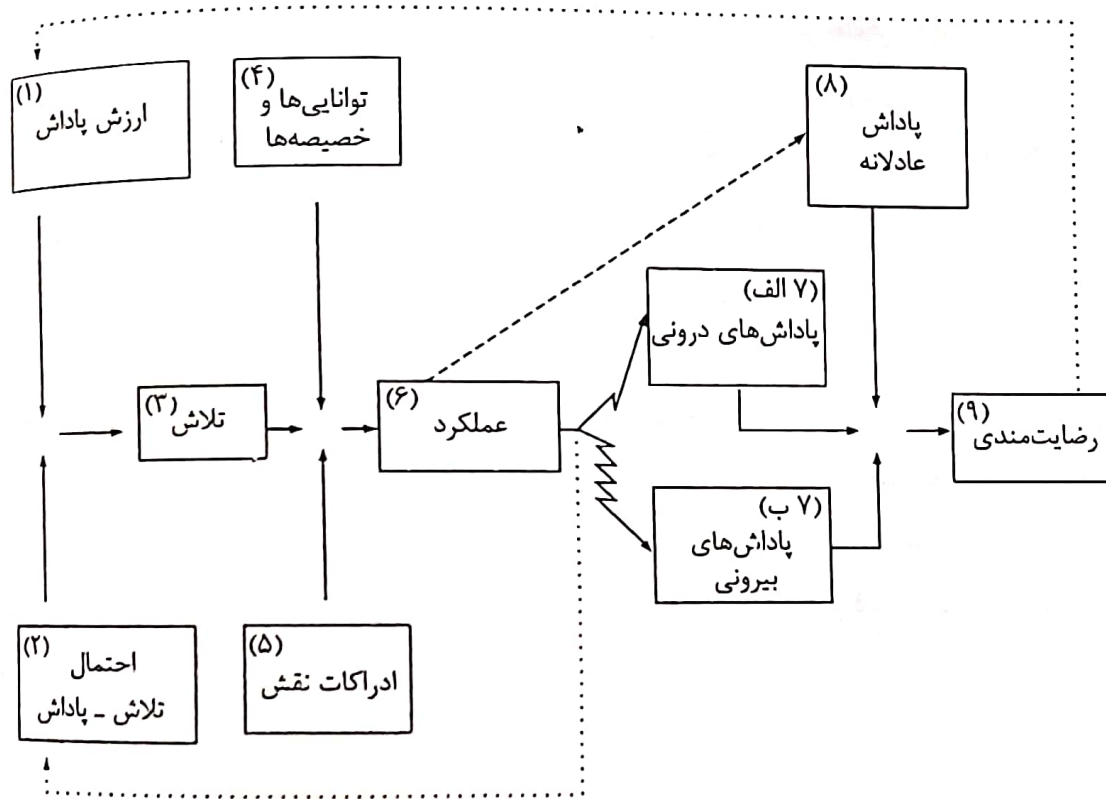 (۱)
ارزش پاداش
(۴)
توانایی‌ها و
خصیصه‌ها
(۸)
پاداش
عادلانه
(۷ الف)
پاداش‌های درونی
(۳)
تلاش
(۶)
عملکرد
(۹)
رضایت‌مندی
(۷ ب)
پاداش‌های
بیرونی
(۲)
احتمال
تلاش - پاداش
(۵)
ادراکات نقش